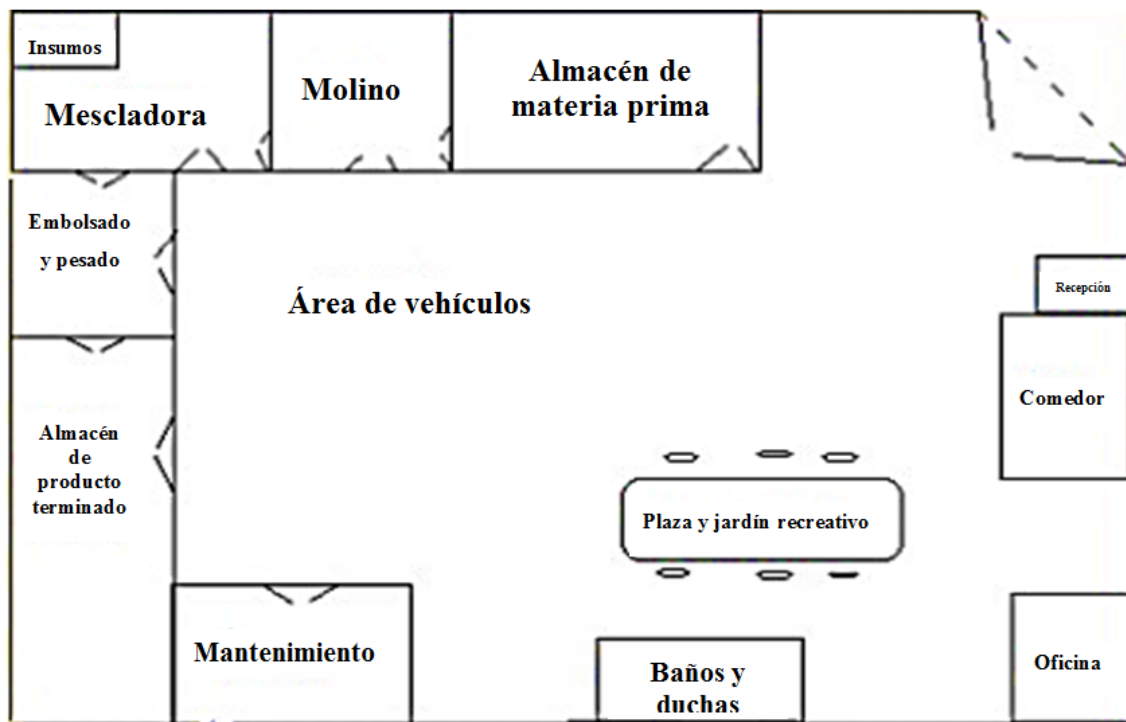 Insumos
Mescladora
Molino
Almacén de
materia prima
Embolsado
y pesado
Área de vehículos
Recepción
Comedor
Almacén
de
producto
terminado
Plaza y jardín recreativo
Mantenimiento
Baños y
duchas
Oficina